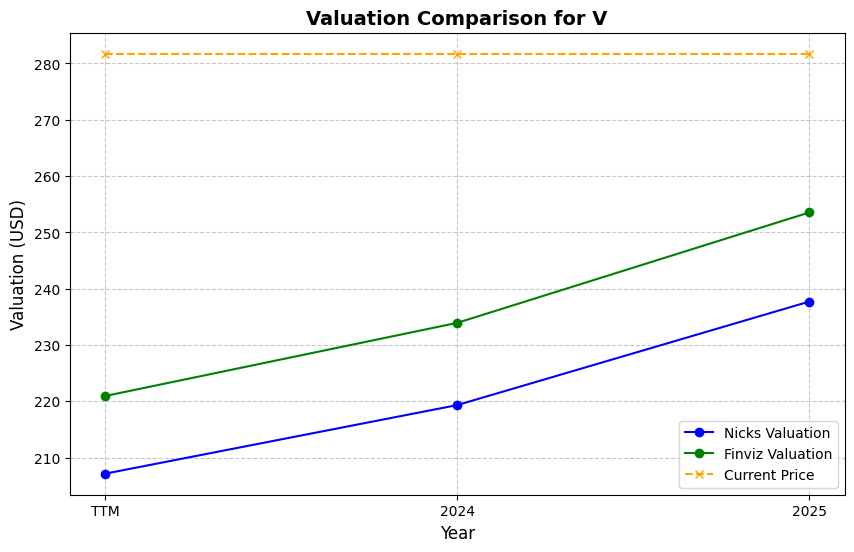 Valuation Comparison for V
Valuation (USD)
280
270
260
250
240
230
220
210
TTM
2024
2025
Year
Nicks Valuation
Finviz Valuation
Current Price